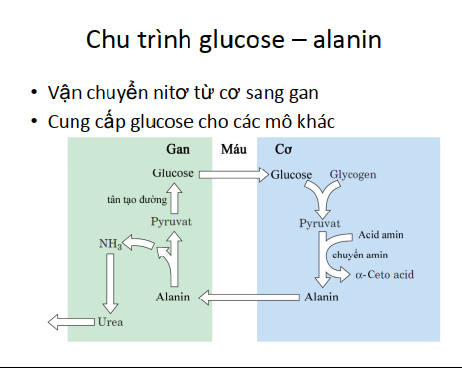 Chu trình glucose – alanin
• Vận chuyển nitơ từ cơ sang gan
• Cung cấp glucose cho các mô khác
Gan Máu Cơ
Glucose Glucose Glycogen
tân tạo đường
Pyruvat Pyruvat
Acid amin
NH3
chuyển amin
α-Ceto acid
Alanin Alanin
Urea